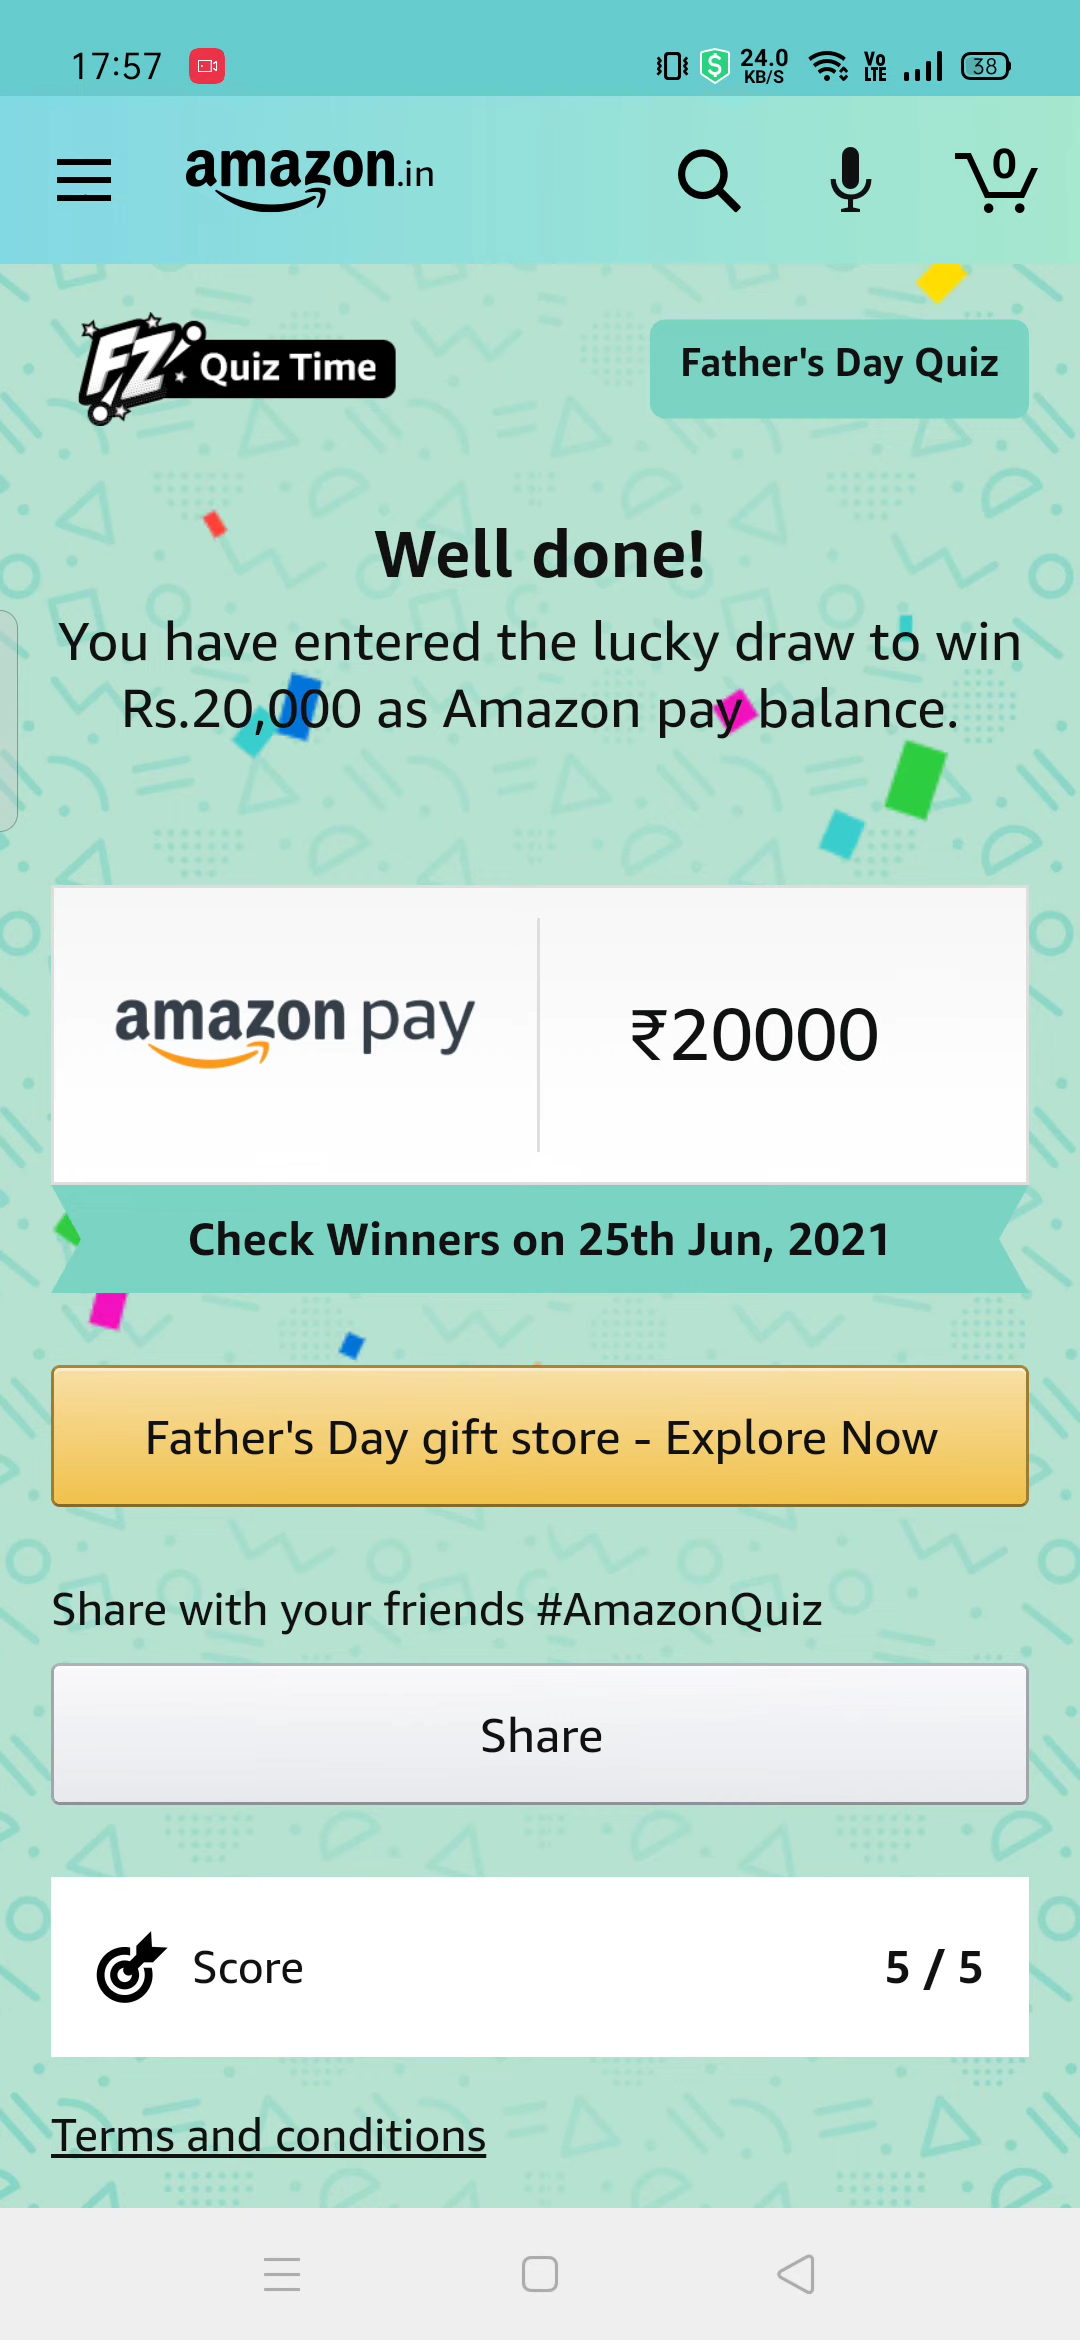 17:57
24.0
KB/S
Vo
LTE
38
amazon.in
0
FZ Quiz Time
Father's Day Quiz
Well done!
You have entered the lucky draw to win
Rs.20,000 as Amazon pay balance.
amazon pay
₹20000
Check Winners on 25th Jun, 2021
Father's Day gift store - Explore Now
Share with your friends #AmazonQuiz
Share
Score
5 / 5
Terms and conditions